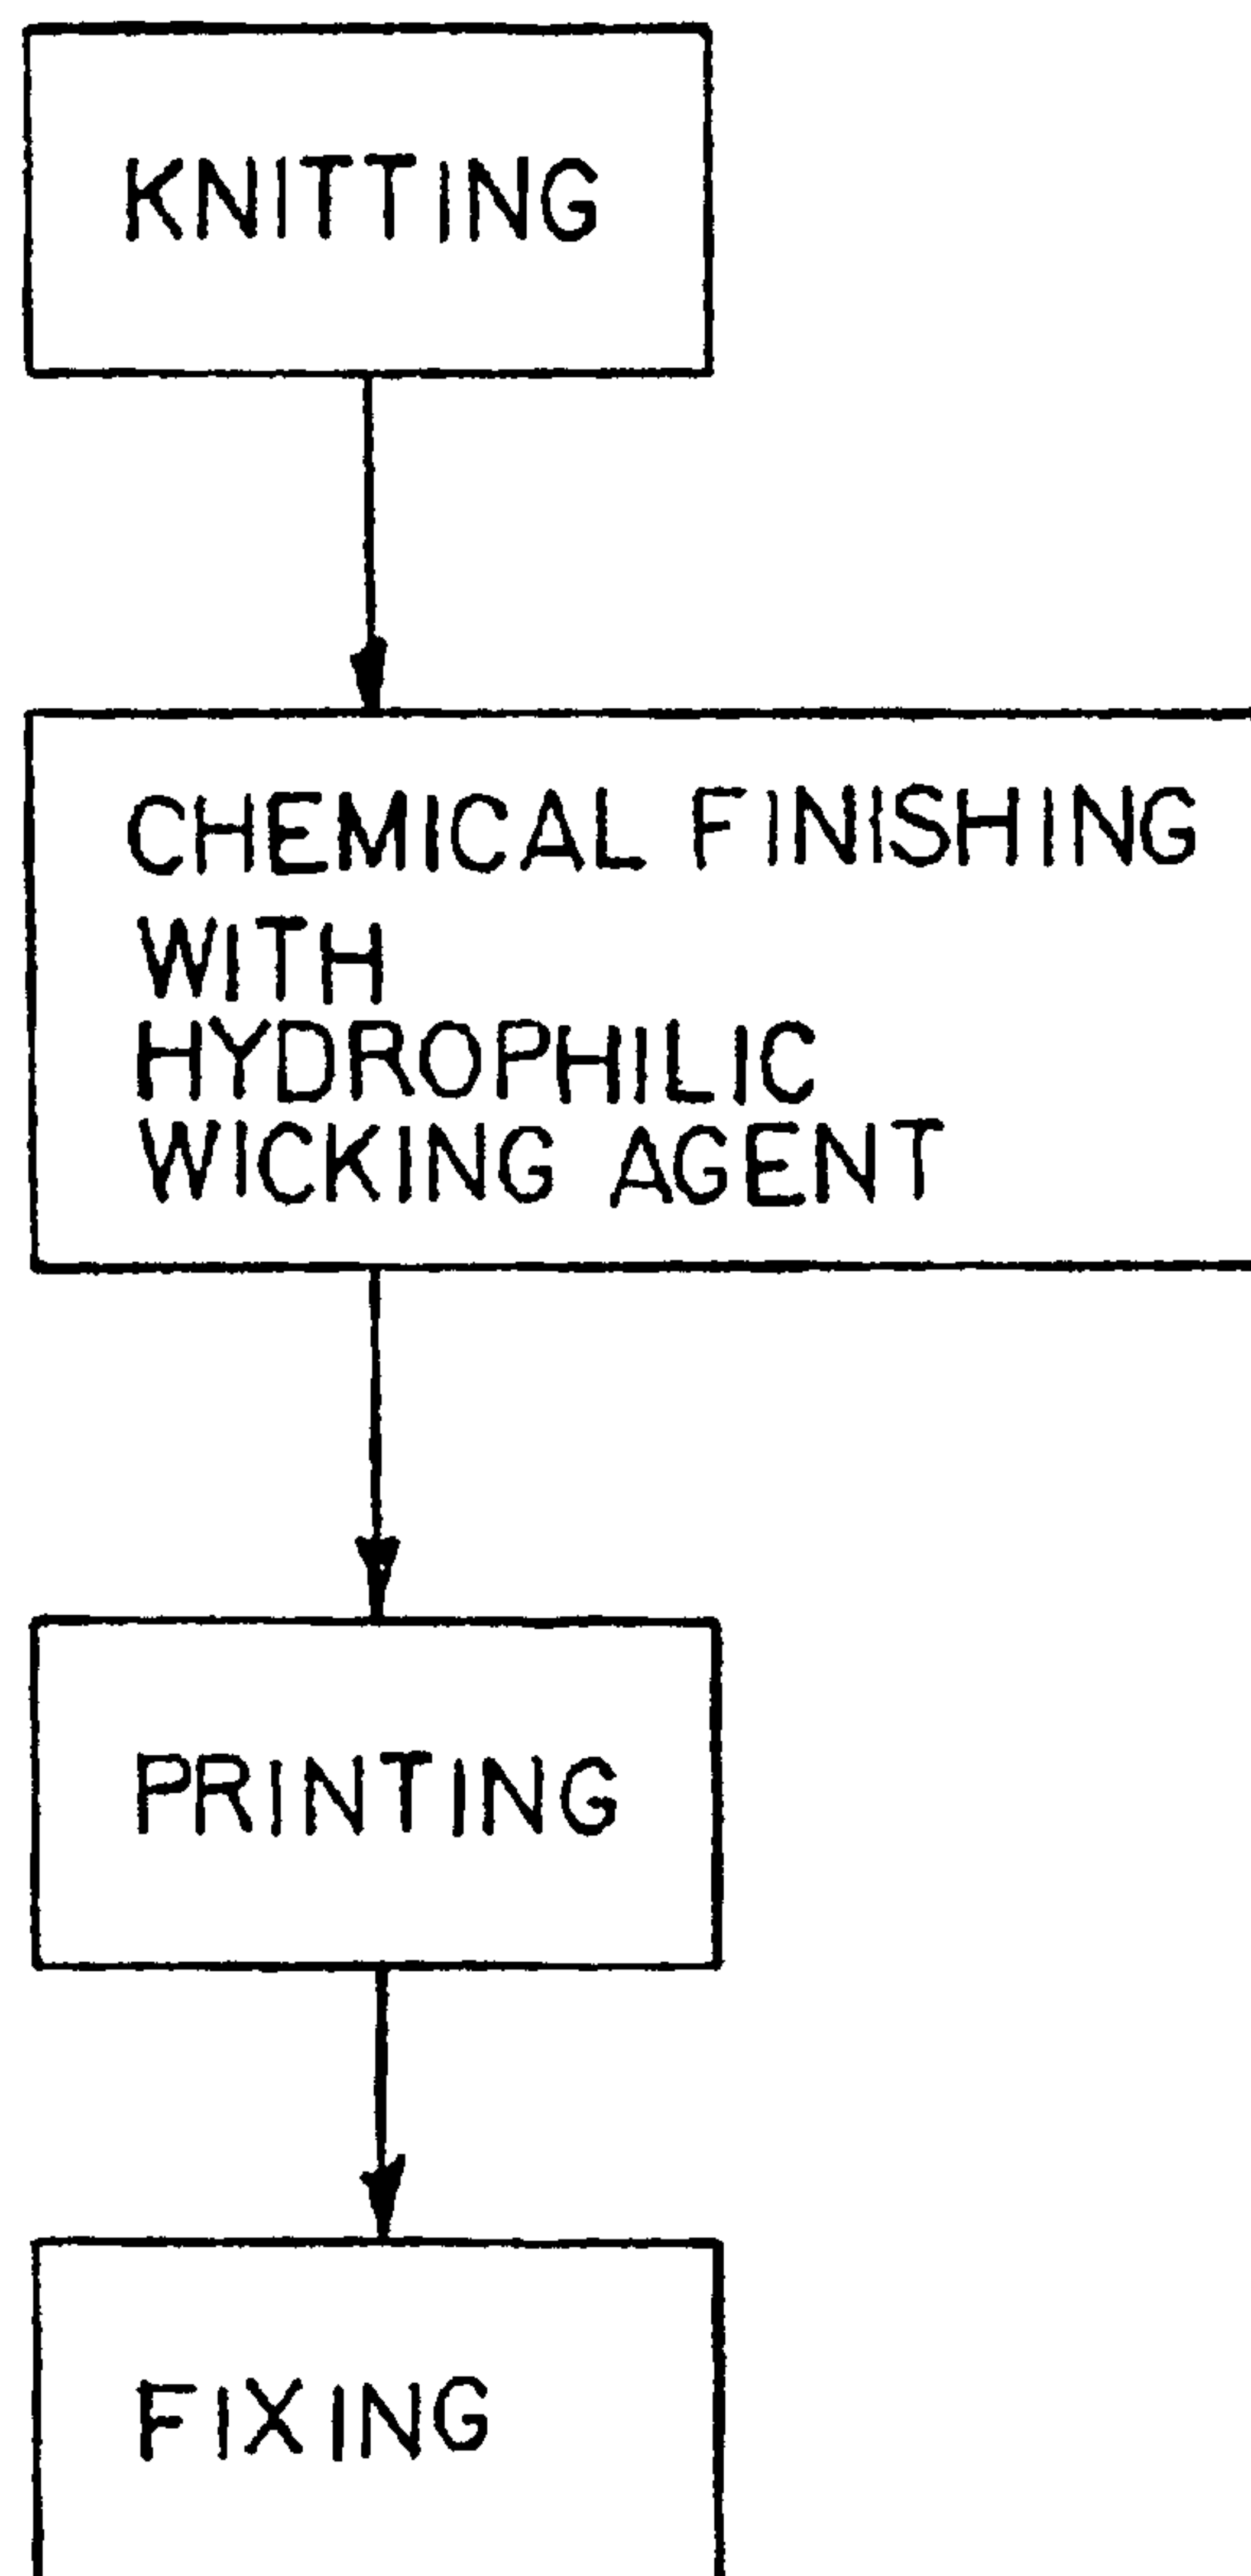 KNITTING
CHEMICAL FINISHING
WITH
HYDROPHILIC
WICKING AGENT
PRINTING
FIXING